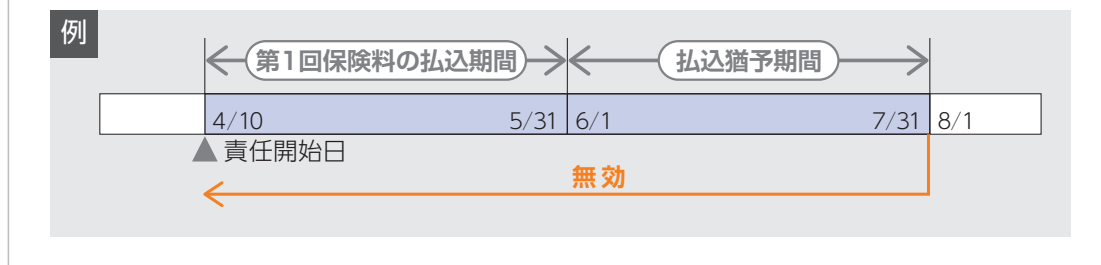 例
第1回保険料の払込期間 払込猶予期間
4/10 5/31 6/1 7/31 8/1
責任開始日
無効